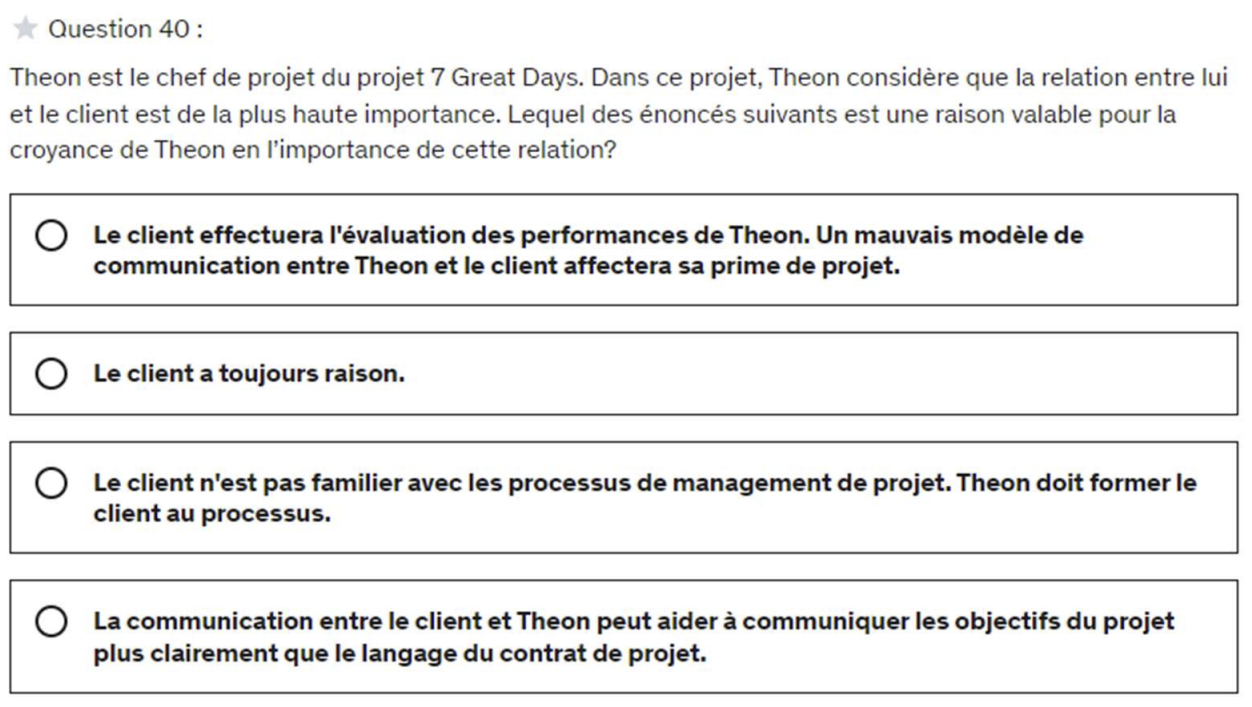 Question 40 :
Theon est le chef de projet du projet 7 Great Days. Dans ce projet, Theon considère que la relation entre lui
et le client est de la plus haute importance. Lequel des énoncés suivants est une raison valable pour la
croyance de Theon en l’importance de cette relation?
Le client effectuera l'évaluation des performances de Theon. Un mauvais modèle de
communication entre Theon et le client affectera sa prime de projet.
Le client a toujours raison.
Le client n'est pas familier avec les processus de management de projet. Theon doit former le
client au processus.
La communication entre le client et Theon peut aider à communiquer les objectifs du projet
plus clairement que le langage du contrat de projet.